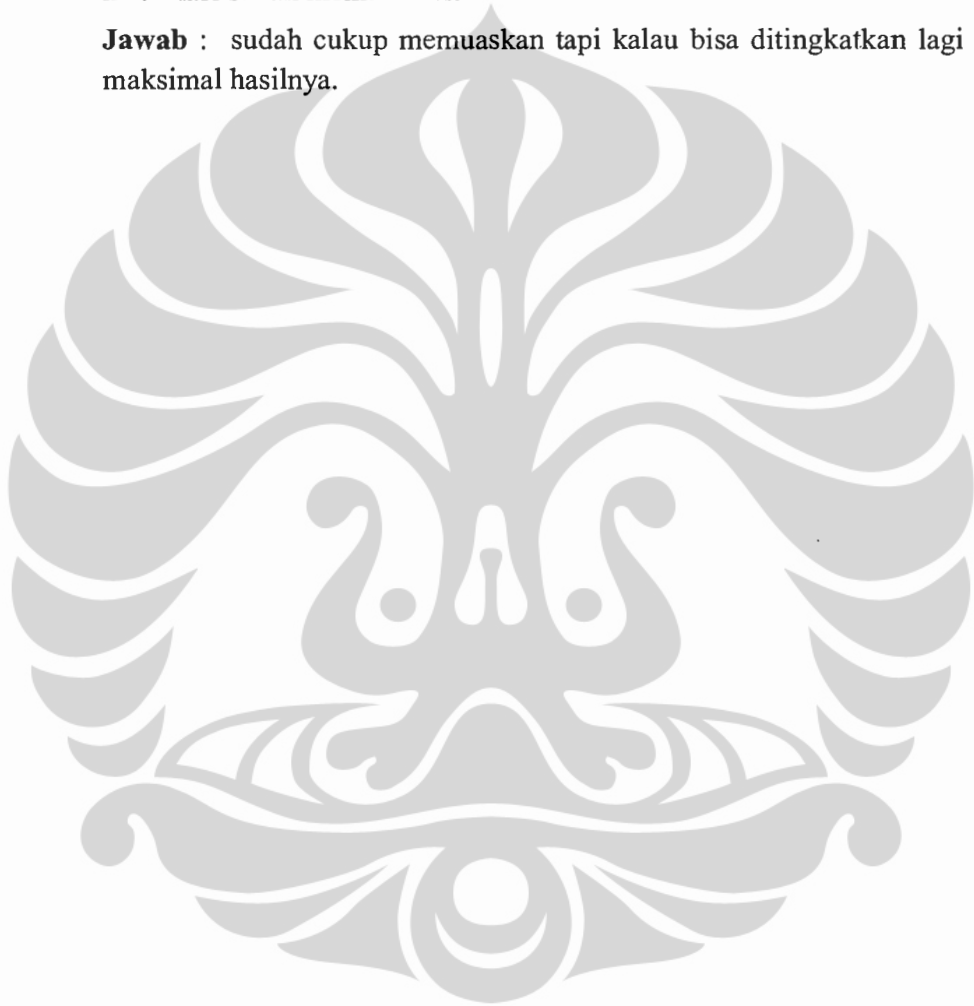 Jawab : sudah cukup memuaskan tapi kalau bisa ditingkatkan lagi
maksimal hasilnya.